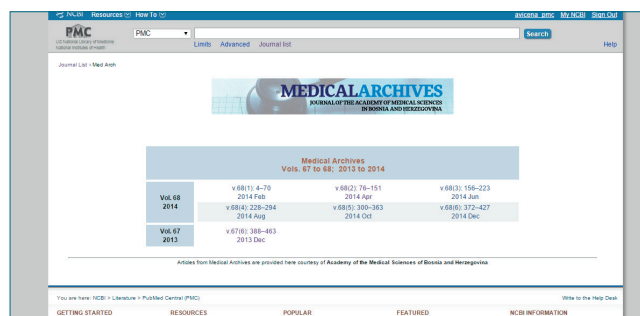 NCBI Resources How To avicena_pmc My NCBI Sign Out
PMC
US National Library of Medicine
National Institutes of Health
PMC Search
Limits Advanced Journal list Help
Journal List > Med Arch
MEDICALARCHIVES
JOURNAL OF THE ACADEMY OF MEDICAL SCIENCES
IN BOSNIA AND HERZEGOVINA
Medical Archives
Vols. 67 to 68; 2013 to 2014
Vol. 68
2014
v.68(1): 4–70
2014 Feb
v.68(2): 76–151
2014 Apr
v.68(3): 156–223
2014 Jun
v.68(4): 228–294
2014 Aug
v.68(5): 300–363
2014 Oct
v.68(6): 372–427
2014 Dec
Vol. 67
2013
v.67(6): 388–463
2013 Dec
Articles from Medical Archives are provided here courtesy of Academy of the Medical Sciences of Bosnia and Herzegovina
You are here: NCBI > Literature > PubMed Central (PMC) Write to the Help Desk
GETTING STARTED RESOURCES POPULAR FEATURED NCBI INFORMATION